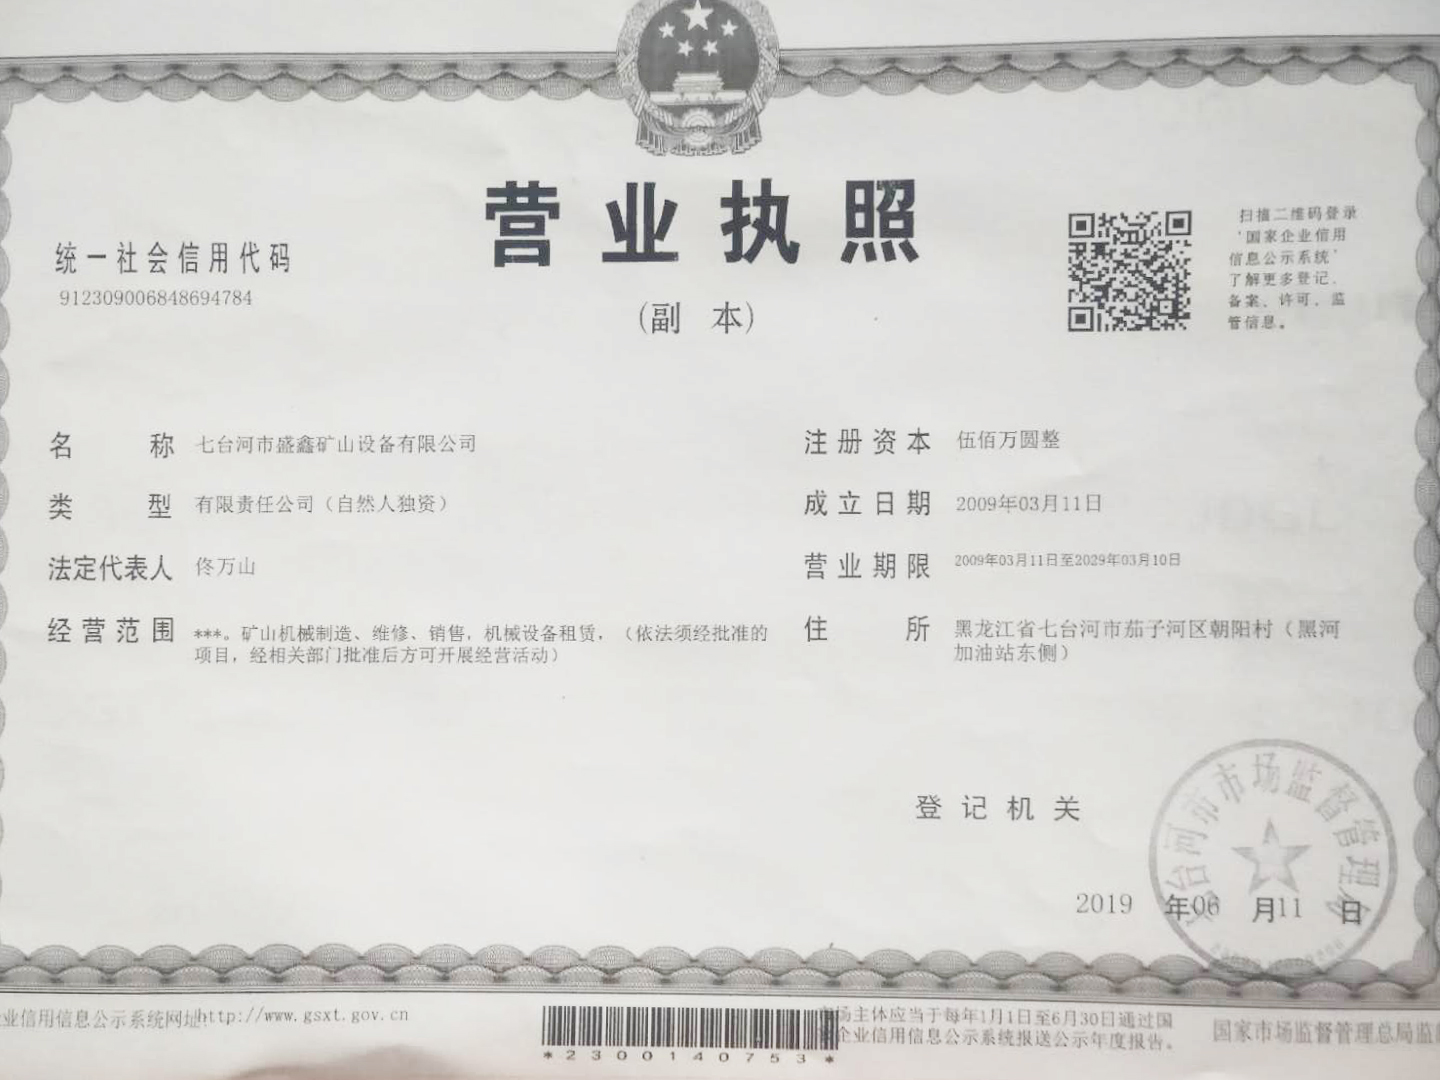 营业执照
(副 本)
统一社会信用代码
912309006848694784
扫描二维码登录
'国家企业信用
信息公示系统'
了解更多登记、
备案、许可、监
管信息。
名 称 七台河市盛鑫矿山设备有限公司
类 型 有限责任公司（自然人独资）
法定代表人 佟万山
经营范围 ***。矿山机械制造、维修、销售，机械设备租赁，（依法须经批准的
项目，经相关部门批准后方可开展经营活动）
注册资本 伍佰万圆整
成立日期 2009年03月11日
营业期限 2009年03月11日至2029年03月10日
住 所 黑龙江省七台河市茄子河区朝阳村（黑河
加油站东侧）
登记机关
台河市市场监督管理局
2019 年06 月11 日
业信用信息公示系统网址:http://www.gsxt.gov.cn
*2300140753*
场主体应当于每年1月1日至6月30日通过国
企业信用信息公示系统报送公示年度报告。
国家市场监督管理总局监